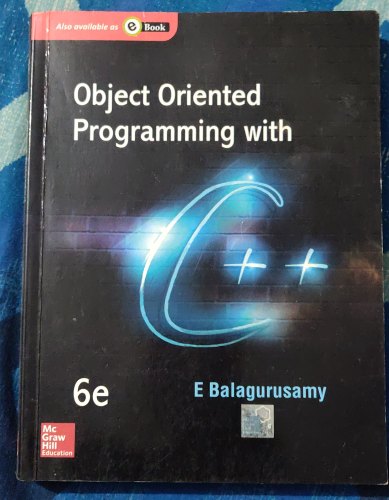 Also available as e Book
Object Oriented
Programming with
C++
6e
E Balagurusamy
Mc
Graw
Hill
Education